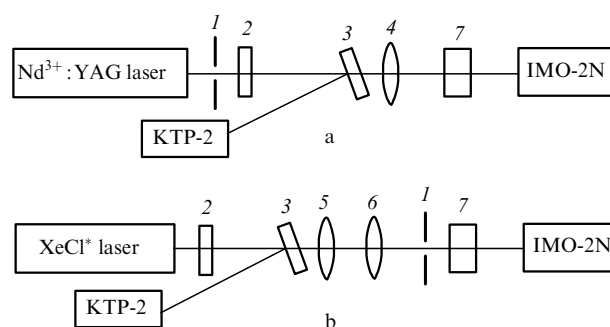 1 2 3 4 7
Nd³⁺ : YAG laser IMO-2N
KTP-2
a
2 3 5 6 1 7
XeCl* laser IMO-2N
KTP-2
b